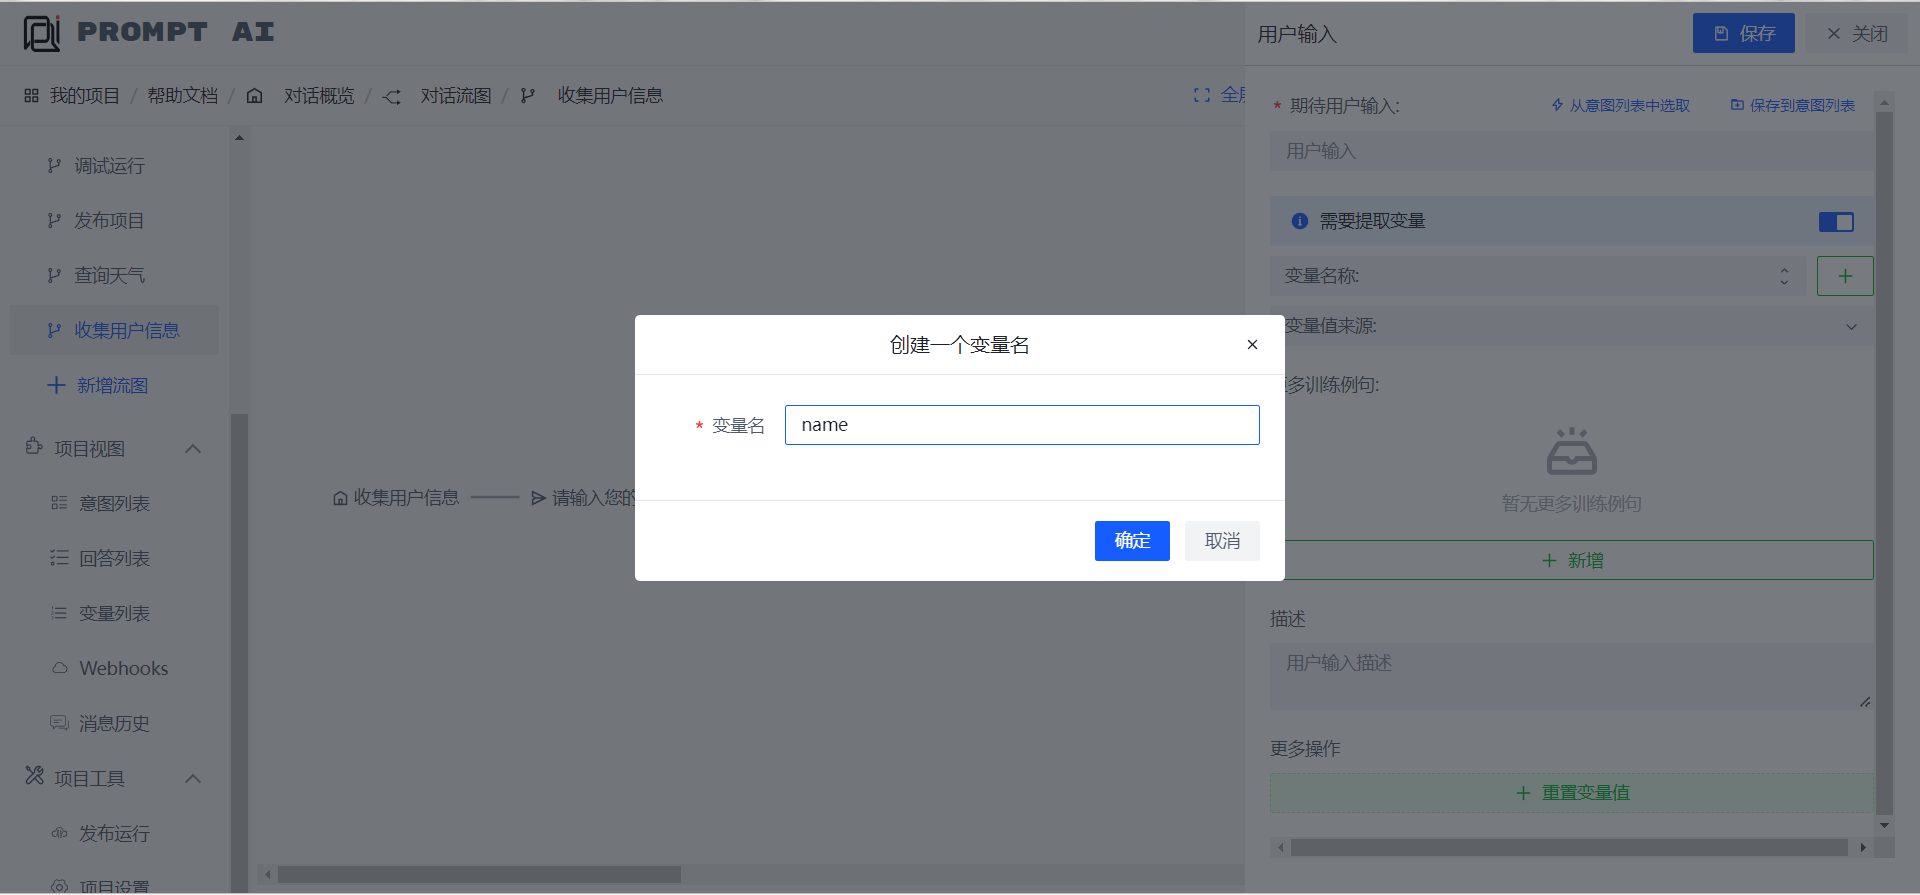 PROMPT AI
用户输入
保存
关闭
我的项目 / 帮助文档 / 对话概览 / 对话流图 / 收集用户信息
全屏
调试运行
发布项目
查询天气
收集用户信息
新增流图
项目视图
意图列表
回答列表
变量列表
Webhooks
消息历史
项目工具
发布运行
项目设置
收集用户信息
请输入您的
创建一个变量名
* 变量名
name
确定
取消
* 期待用户输入:
从意图列表中选取
保存到意图列表
用户输入
需要提取变量
变量名称:
变量值来源:
多训练例句:
暂无更多训练例句
新增
描述
用户输入描述
更多操作
重置变量值